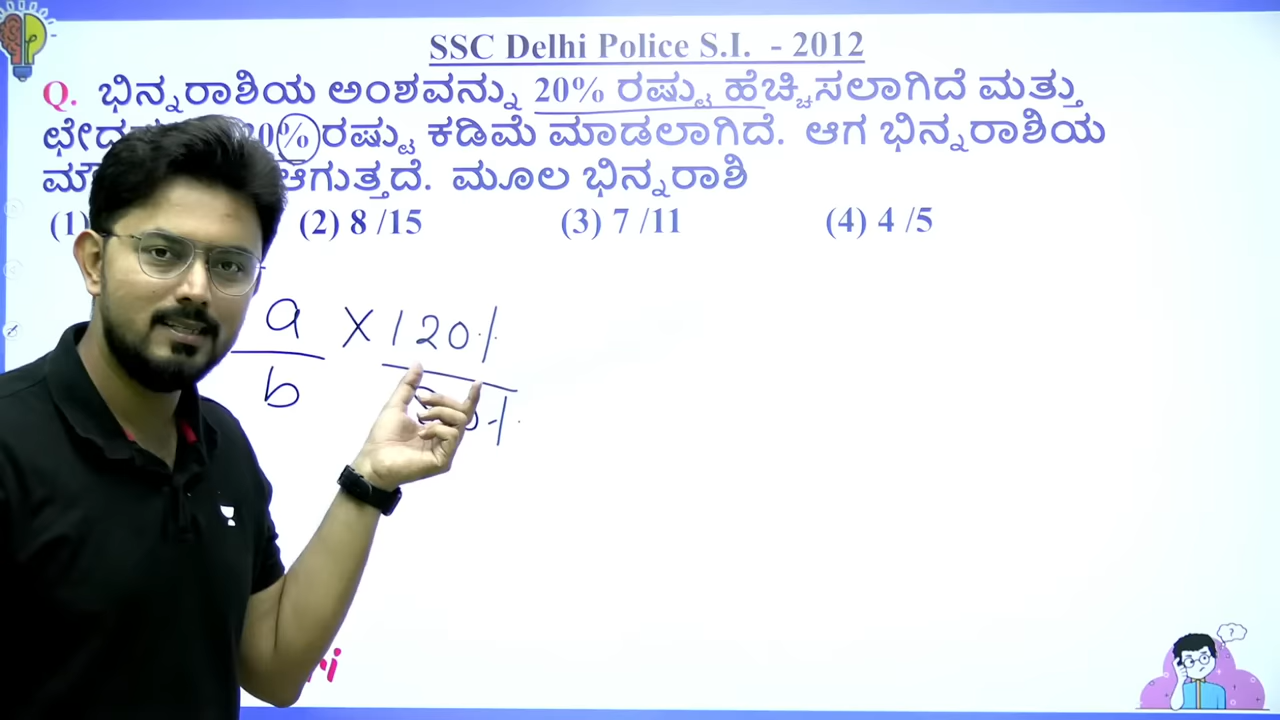 SSC Delhi Police S.I. - 2012
Q. ಭಿನ್ನರಾಶಿಯ ಅಂಶವನ್ನು 20% ರಷ್ಟು ಹೆಚ್ಚಿಸಲಾಗಿದೆ ಮತ್ತು
% ರಷ್ಟು ಕಡಿಮೆ ಮಾಡಲಾಗಿದೆ. ಆಗ ಭಿನ್ನರಾಶಿಯ
ಆಗುತ್ತದೆ. ಮೂಲ ಭಿನ್ನರಾಶಿ
(1) (2) 8 /15 (3) 7 /11 (4) 4 /5
a × 120%
b
?